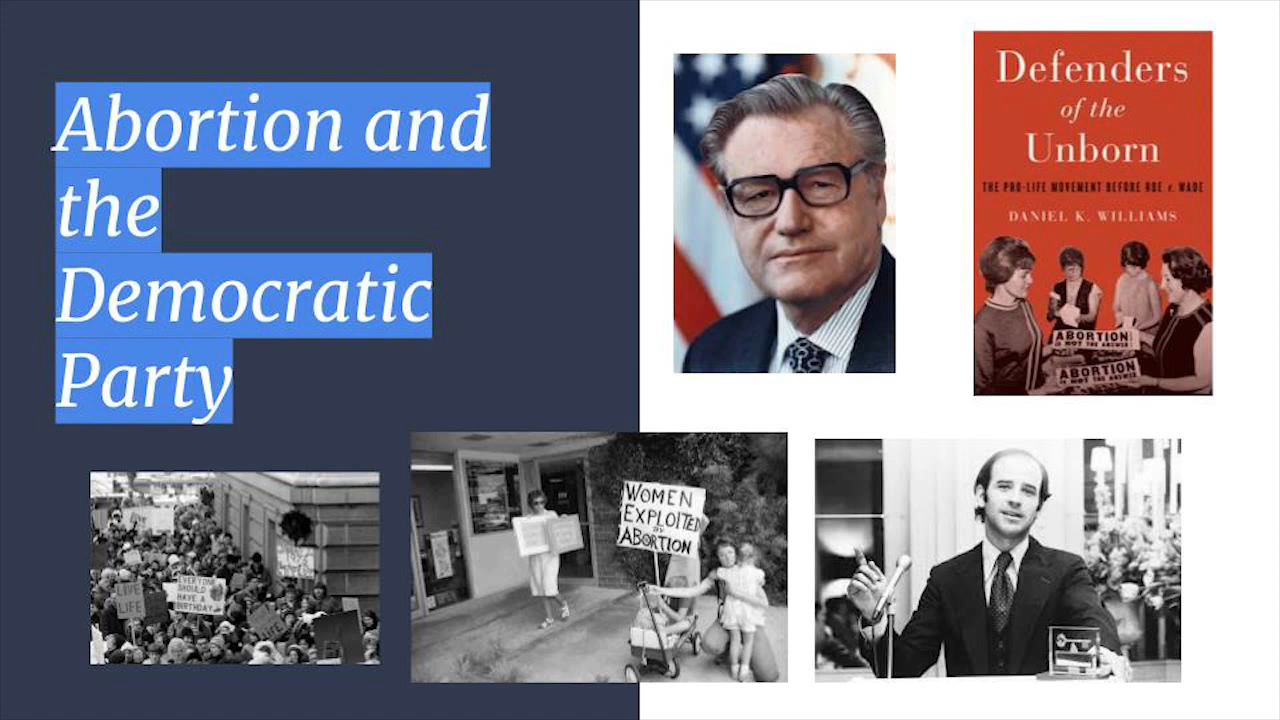 Abortion and
the
Democratic
Party
Defenders
of the
Unborn
THE PRO-LIFE MOVEMENT BEFORE ROE v. WADE
DANIEL K. WILLIAMS
ABORTION
IS NOT THE ANSWER
ABORTION
IS NOT THE ANSWER
EVERYONE
SHOULD
HAVE A
BIRTHDAY
LIFE
WOMEN
EXPLOITED
BY
ABORTION